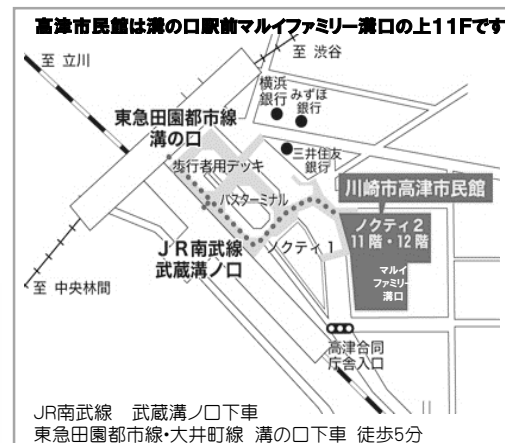 高津市民館は溝の口駅前マルイファミリー溝口の上11Fです
至 立川
至 渋谷
横浜
銀行
みずほ
銀行
東急田園都市線
溝の口
三井住友
銀行
歩行者用デッキ
川崎市高津市民館
バスターミナル
ノクティ2
11階・12階
JR南武線
武蔵溝ノ口
ノクティ1
マルイ
ファミリー
溝口
至 中央林間
高津合同
庁舎入口
JR南武線 武蔵溝ノ口下車
東急田園都市線・大井町線 溝の口下車 徒歩5分